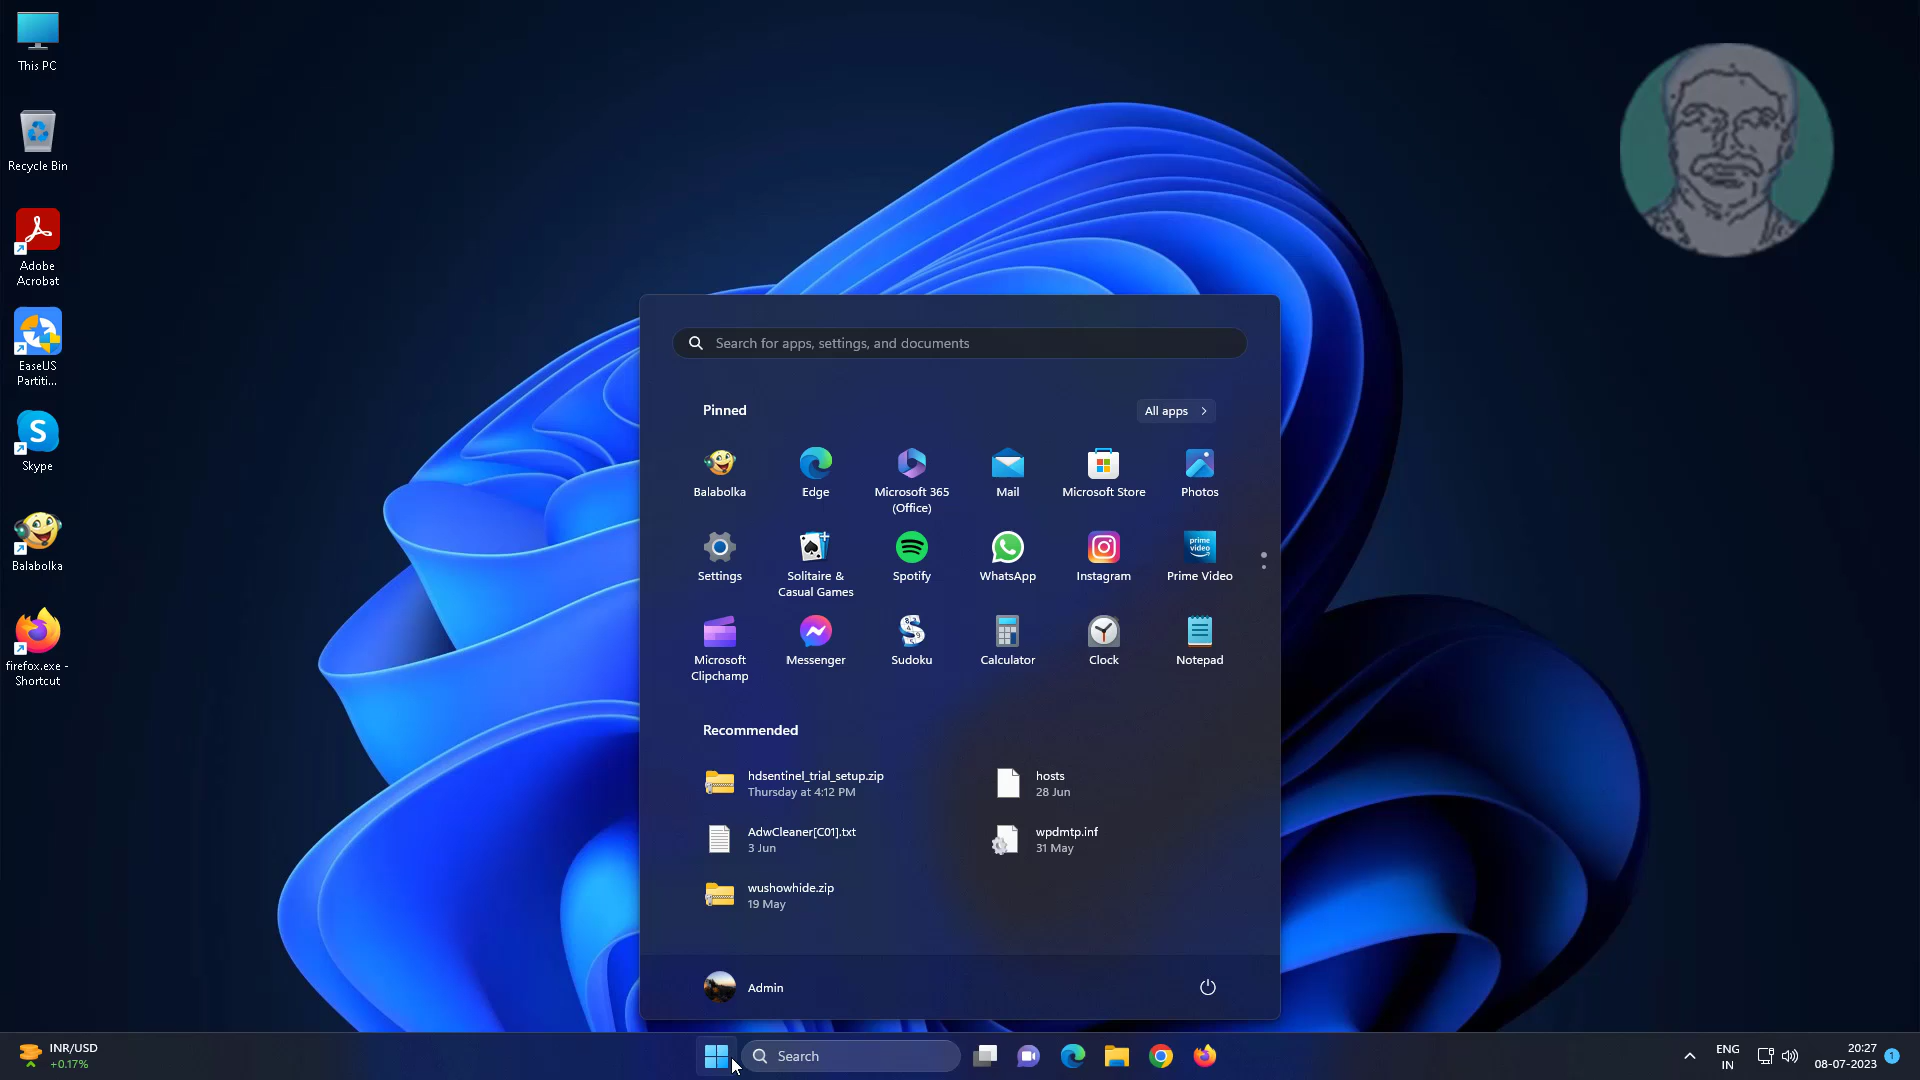 This PC
Recycle Bin
Adobe
Acrobat
EaseUS
Partiti...
S
Skype
Balabolka
firefox.exe -
Shortcut
Search for apps, settings, and documents
Pinned
All apps
Balabolka
Edge
Microsoft 365
(Office)
Mail
Microsoft Store
Photos
Settings
Solitaire &
Casual Games
Spotify
WhatsApp
Instagram
prime
video
Prime Video
Microsoft
Clipchamp
Messenger
Sudoku
Calculator
Clock
Notepad
Recommended
hdsentinel_trial_setup.zip
Thursday at 4:12 PM
hosts
28 Jun
AdwCleaner[C01].txt
3 Jun
wpdmtp.inf
31 May
wushowhide.zip
19 May
Admin
INR/USD
+0.17%
Search
ENG
IN
20:27
08-07-2023
1